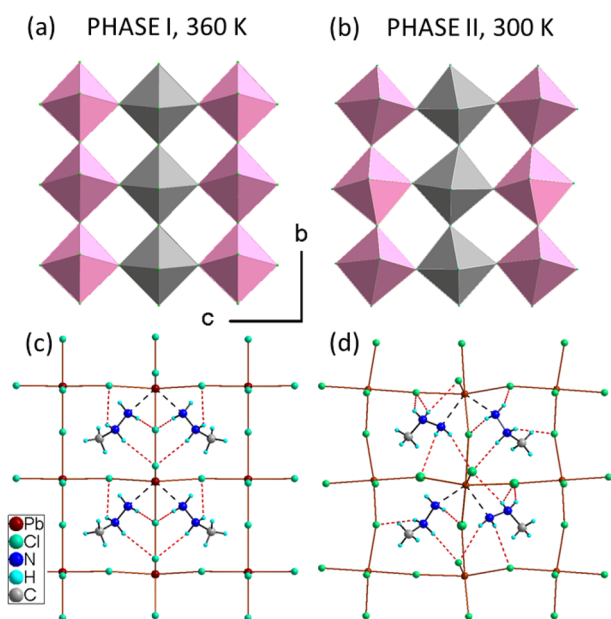 (a) PHASE I, 360 K
(b) PHASE II, 300 K
b
c
(c)
(d)
Pb
Cl
N
H
C